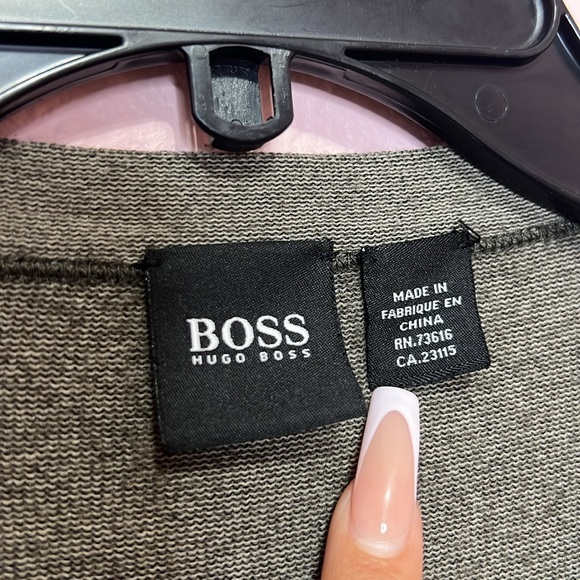 BOSS
HUGO BOSS
MADE IN
FABRIQUE EN
CHINA
RN.73616
CA.23115